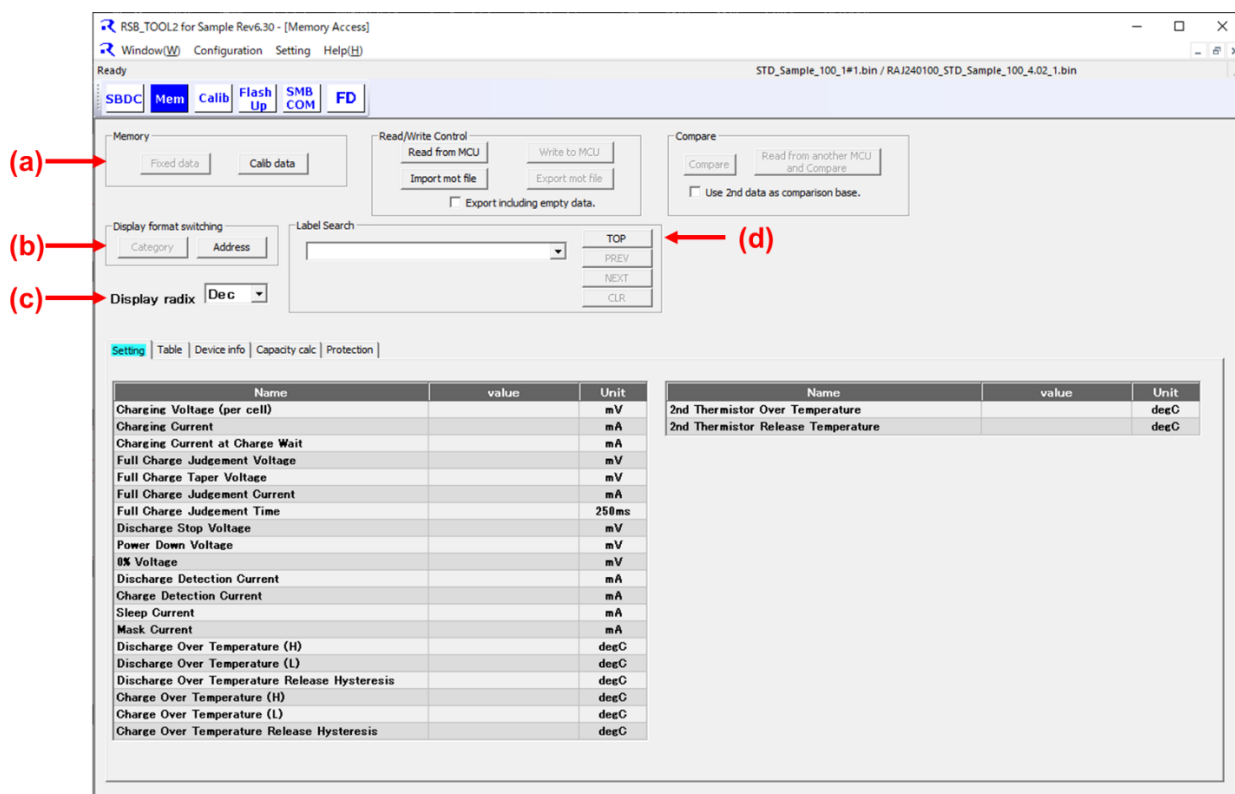 RSB_TOOL2 for Sample Rev6.30 - [Memory Access]
Window(W) Configuration Setting Help(H)
Ready STD_Sample_100_1#1.bin / RAJ240100_STD_Sample_100_4.02_1.bin
SBDC Mem Calib Flash Up SMB COM FD
Memory Read/Write Control Compare
(a) Fixed data Calib data Read from MCU Write to MCU Compare Read from another MCU and Compare
Import mot file Export mot file Use 2nd data as comparison base.
Export including empty data.
Display format switching Label Search
(b) Category Address TOP (d)
PREV
NEXT
(c) Display radix Dec CLR
Setting Table Device info Capacity calc Protection
Name value Unit Name value Unit
Charging Voltage (per cell) mV 2nd Thermistor Over Temperature degC
Charging Current mA 2nd Thermistor Release Temperature degC
Charging Current at Charge Wait mA
Full Charge Judgement Voltage mV
Full Charge Taper Voltage mV
Full Charge Judgement Current mA
Full Charge Judgement Time 250ms
Discharge Stop Voltage mV
Power Down Voltage mV
0% Voltage mV
Discharge Detection Current mA
Charge Detection Current mA
Sleep Current mA
Mask Current mA
Discharge Over Temperature (H) degC
Discharge Over Temperature (L) degC
Discharge Over Temperature Release Hysteresis degC
Charge Over Temperature (H) degC
Charge Over Temperature (L) degC
Charge Over Temperature Release Hysteresis degC